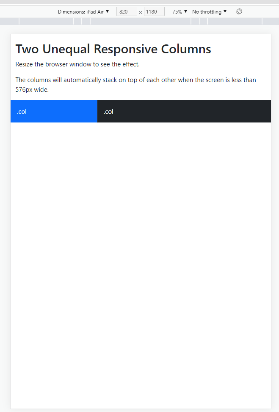 Dimensions: iPad Air ▼ 820 x 1180 75% ▼ No throttling ▼
Two Unequal Responsive Columns
Resize the browser window to see the effect.
The columns will automatically stack on top of each other when the screen is less than
576px wide.
.col .col